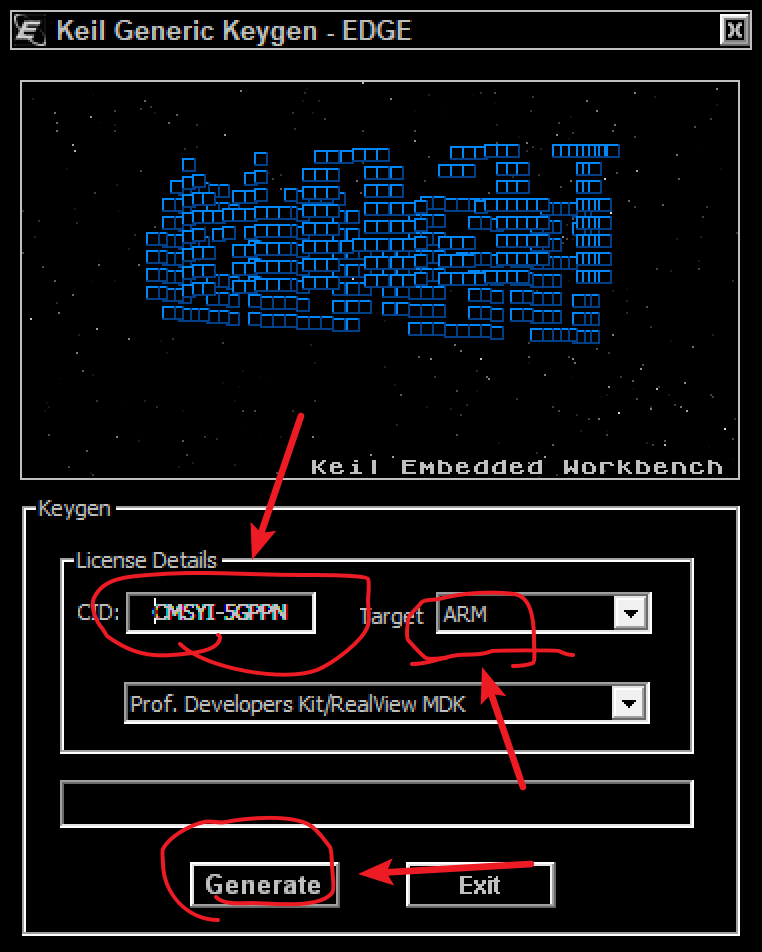 Keil Generic Keygen - EDGE
Keil Embedded Workbench
Keygen
License Details
CID: CMSYI-5GPPN Target ARM
Prof. Developers Kit/RealView MDK
Generate Exit